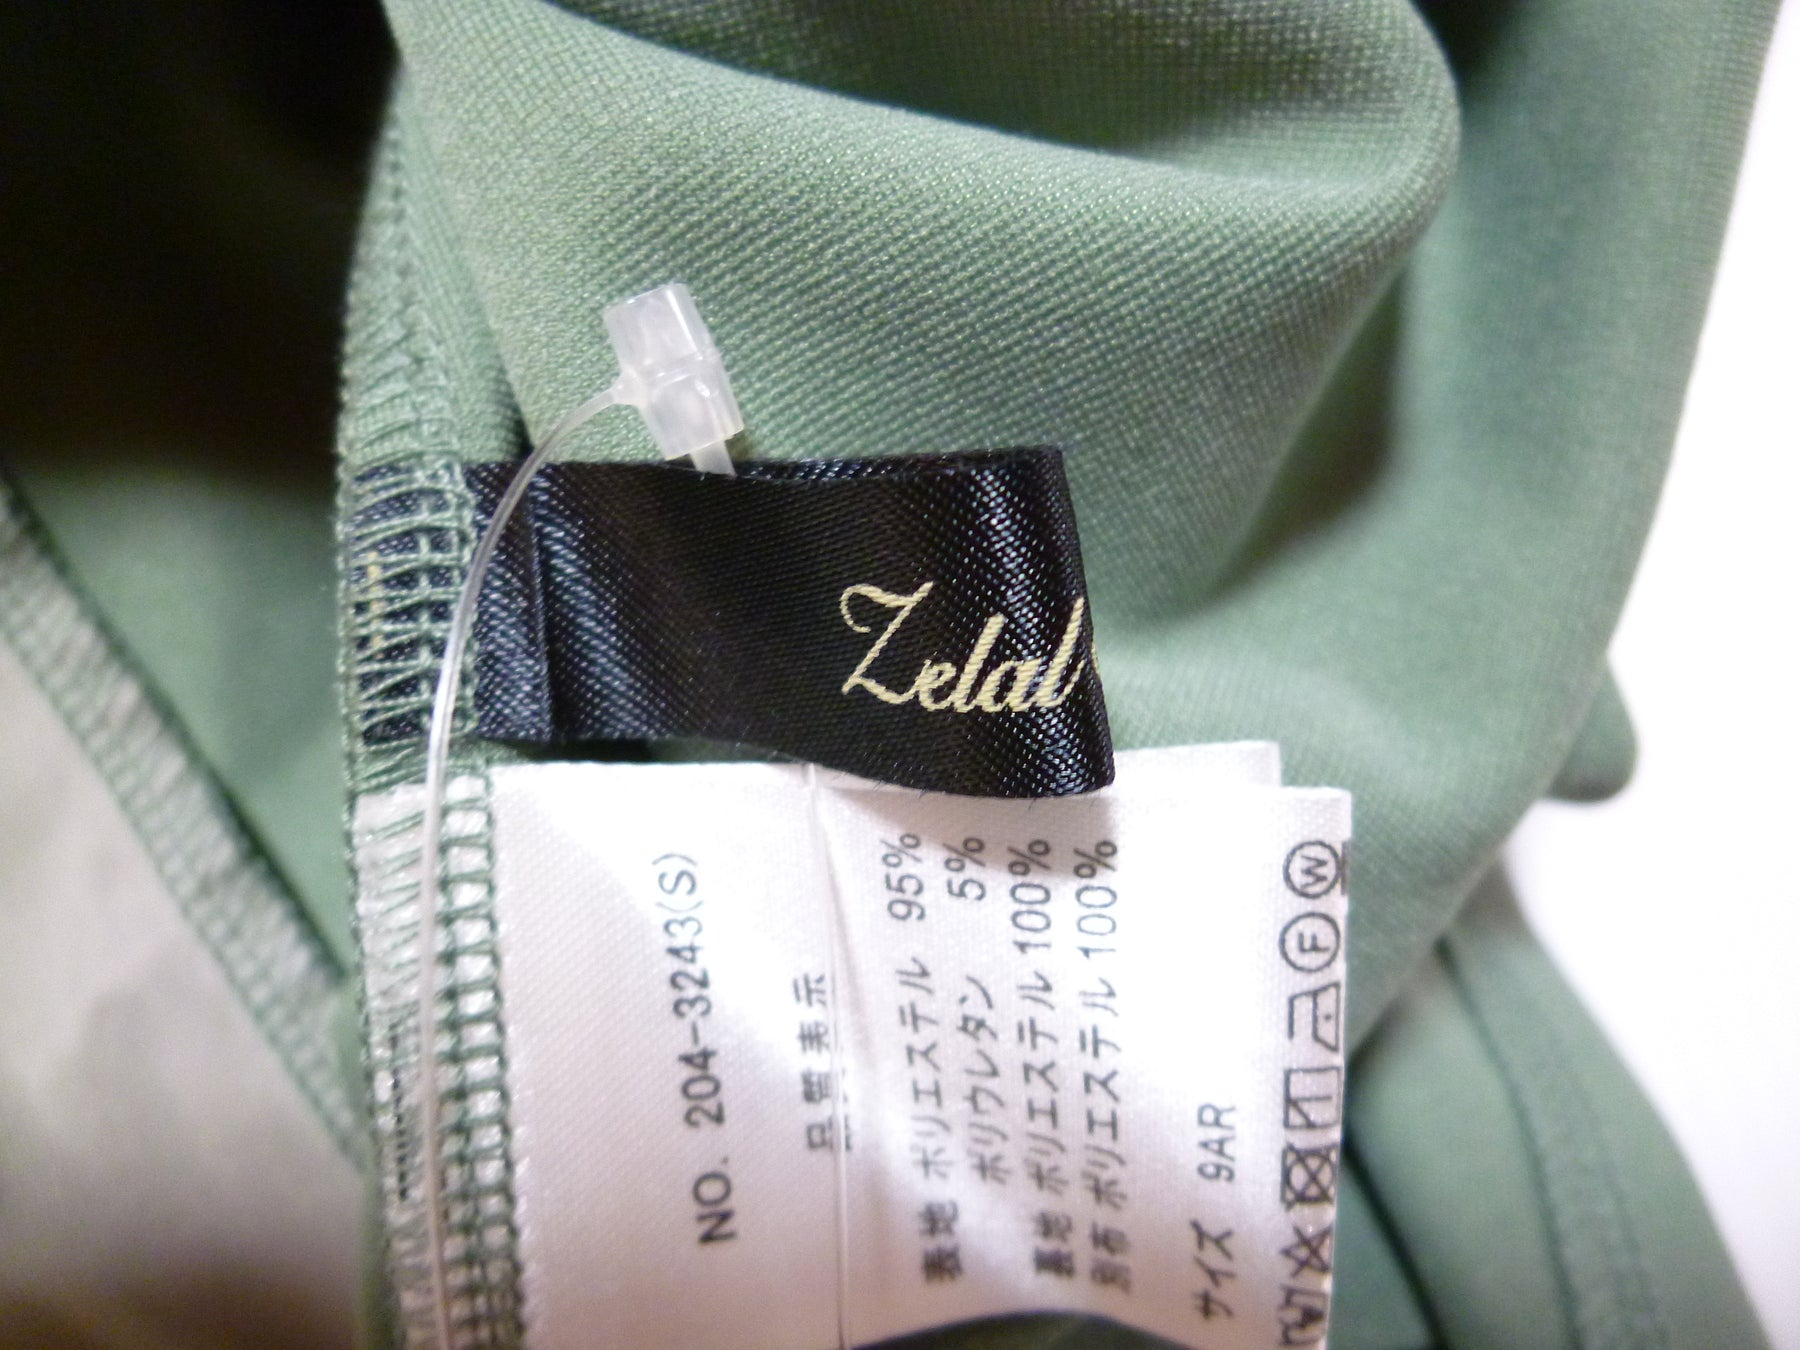 Zelal
NO. 204-3243(S)
品質表示
表地 ポリエステル 95%
ポリウレタン 5%
裏地 ポリエステル 100%
別布 ポリエステル 100%
サイズ 9AR
W
F